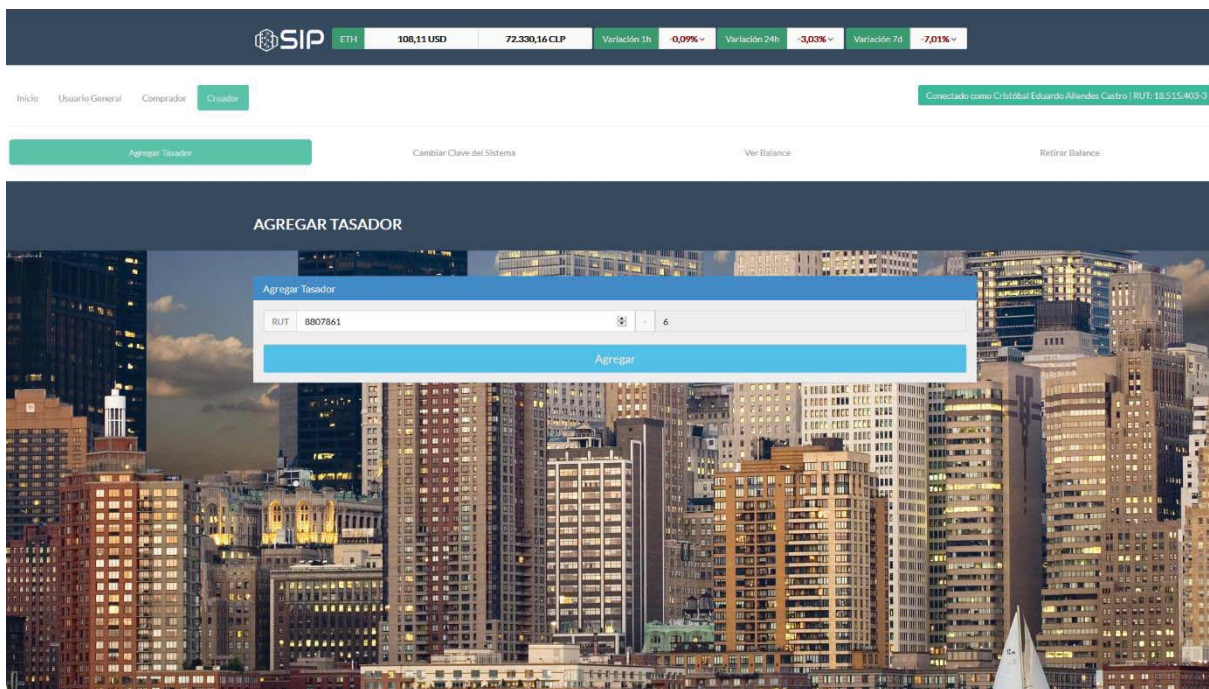 SIP ETH 108,11 USD 72.330,16 CLP Variación 1h -0,09% Variación 24h -3,03% Variación 7d -7,01%
Inicio Usuario General Comprador Creador Conectado como Cristóbal Eduardo Allendes Castro | RUT: 18.515.403-3
Agregar Tasador Cambiar Clave del Sistema Ver Balance Retirar Balance
AGREGAR TASADOR
Agregar Tasador
RUT 8807861 - 6
Agregar